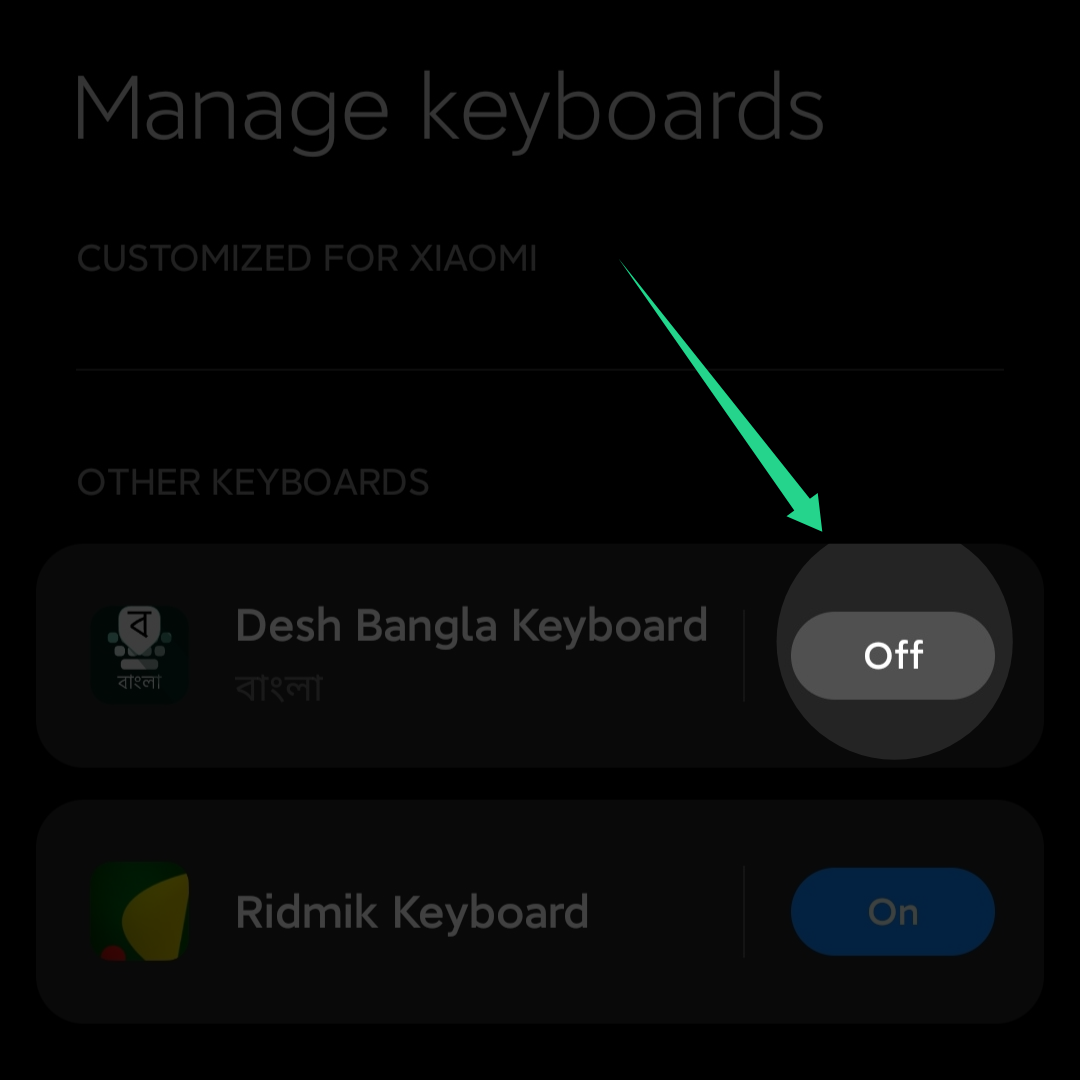 Manage keyboards
CUSTOMIZED FOR XIAOMI
OTHER KEYBOARDS
ব
বাংলা
Desh Bangla Keyboard
বাংলা
Off
Ridmik Keyboard
On